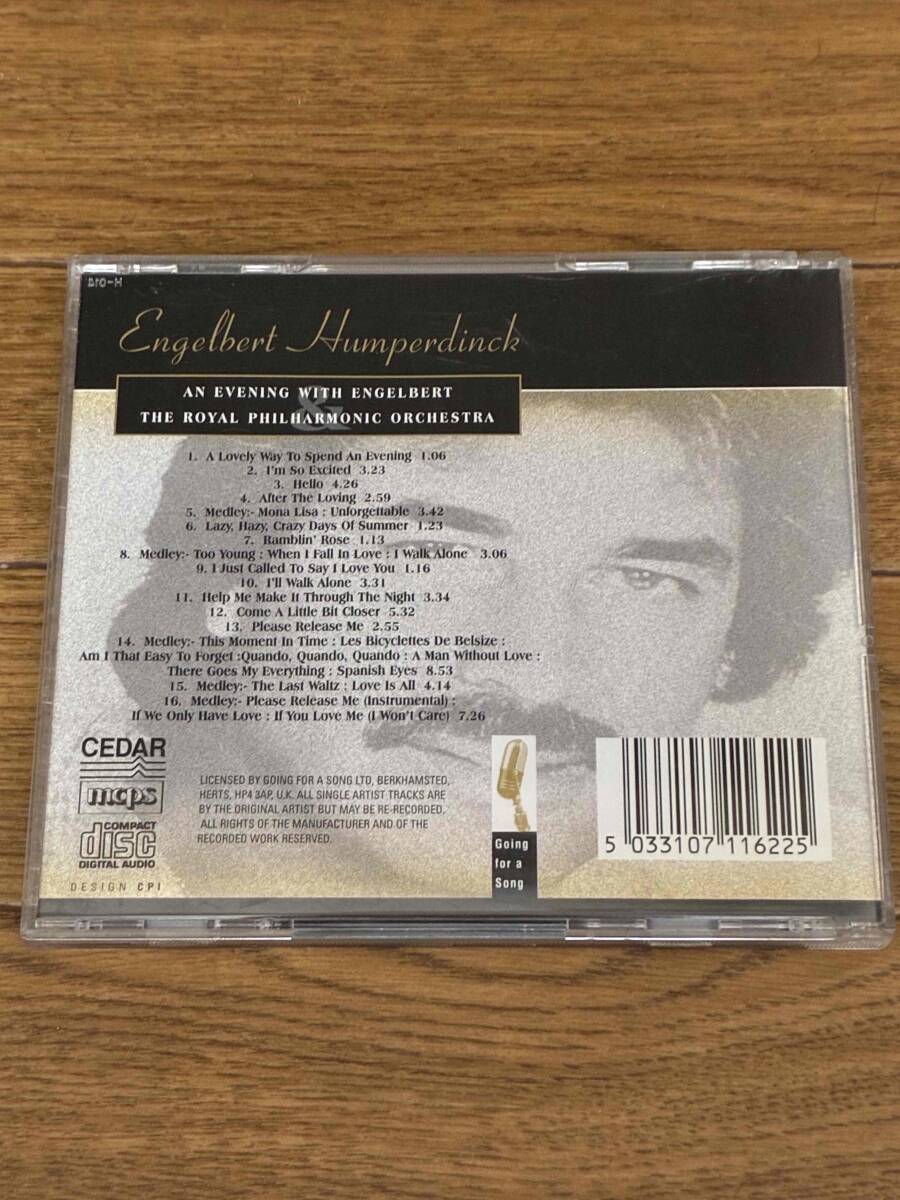 H-014
Engelbert Humperdinck
AN EVENING WITH ENGELBERT
&
THE ROYAL PHILHARMONIC ORCHESTRA
1. A Lovely Way To Spend An Evening 1.06
2. I'm So Excited 3.23
3. Hello 4.26
4. After The Loving 2.59
5. Medley:- Mona Lisa : Unforgettable 3.42
6. Lazy, Hazy, Crazy Days Of Summer 1.23
7. Ramblin' Rose 1.13
8. Medley:- Too Young : When I Fall In Love : I Walk Alone 3.06
9. I Just Called To Say I Love You 1.16
10. I'll Walk Alone 3.31
11. Help Me Make It Through The Night 3.34
12. Come A Little Bit Closer 5.32
13. Please Release Me 2.55
14. Medley:- This Moment In Time : Les Bicyclettes De Belsize :
Am I That Easy To Forget :Quando, Quando, Quando : A Man Without Love :
There Goes My Everything : Spanish Eyes 8.53
15. Medley:- The Last Waltz : Love Is All 4.14
16. Medley:- Please Release Me (Instrumental) :
If We Only Have Love : If You Love Me (I Won't Care) 7.26
CEDAR
mcps
COMPACT
disc
DIGITAL AUDIO
DESIGN CPI
LICENSED BY GOING FOR A SONG LTD, BERKHAMSTED,
HERTS, HP4 3AP, U.K. ALL SINGLE ARTIST TRACKS ARE
BY THE ORIGINAL ARTIST BUT MAY BE RE-RECORDED.
ALL RIGHTS OF THE MANUFACTURER AND OF THE
RECORDED WORK RESERVED.
Going
for a
Song
5 033107 116225